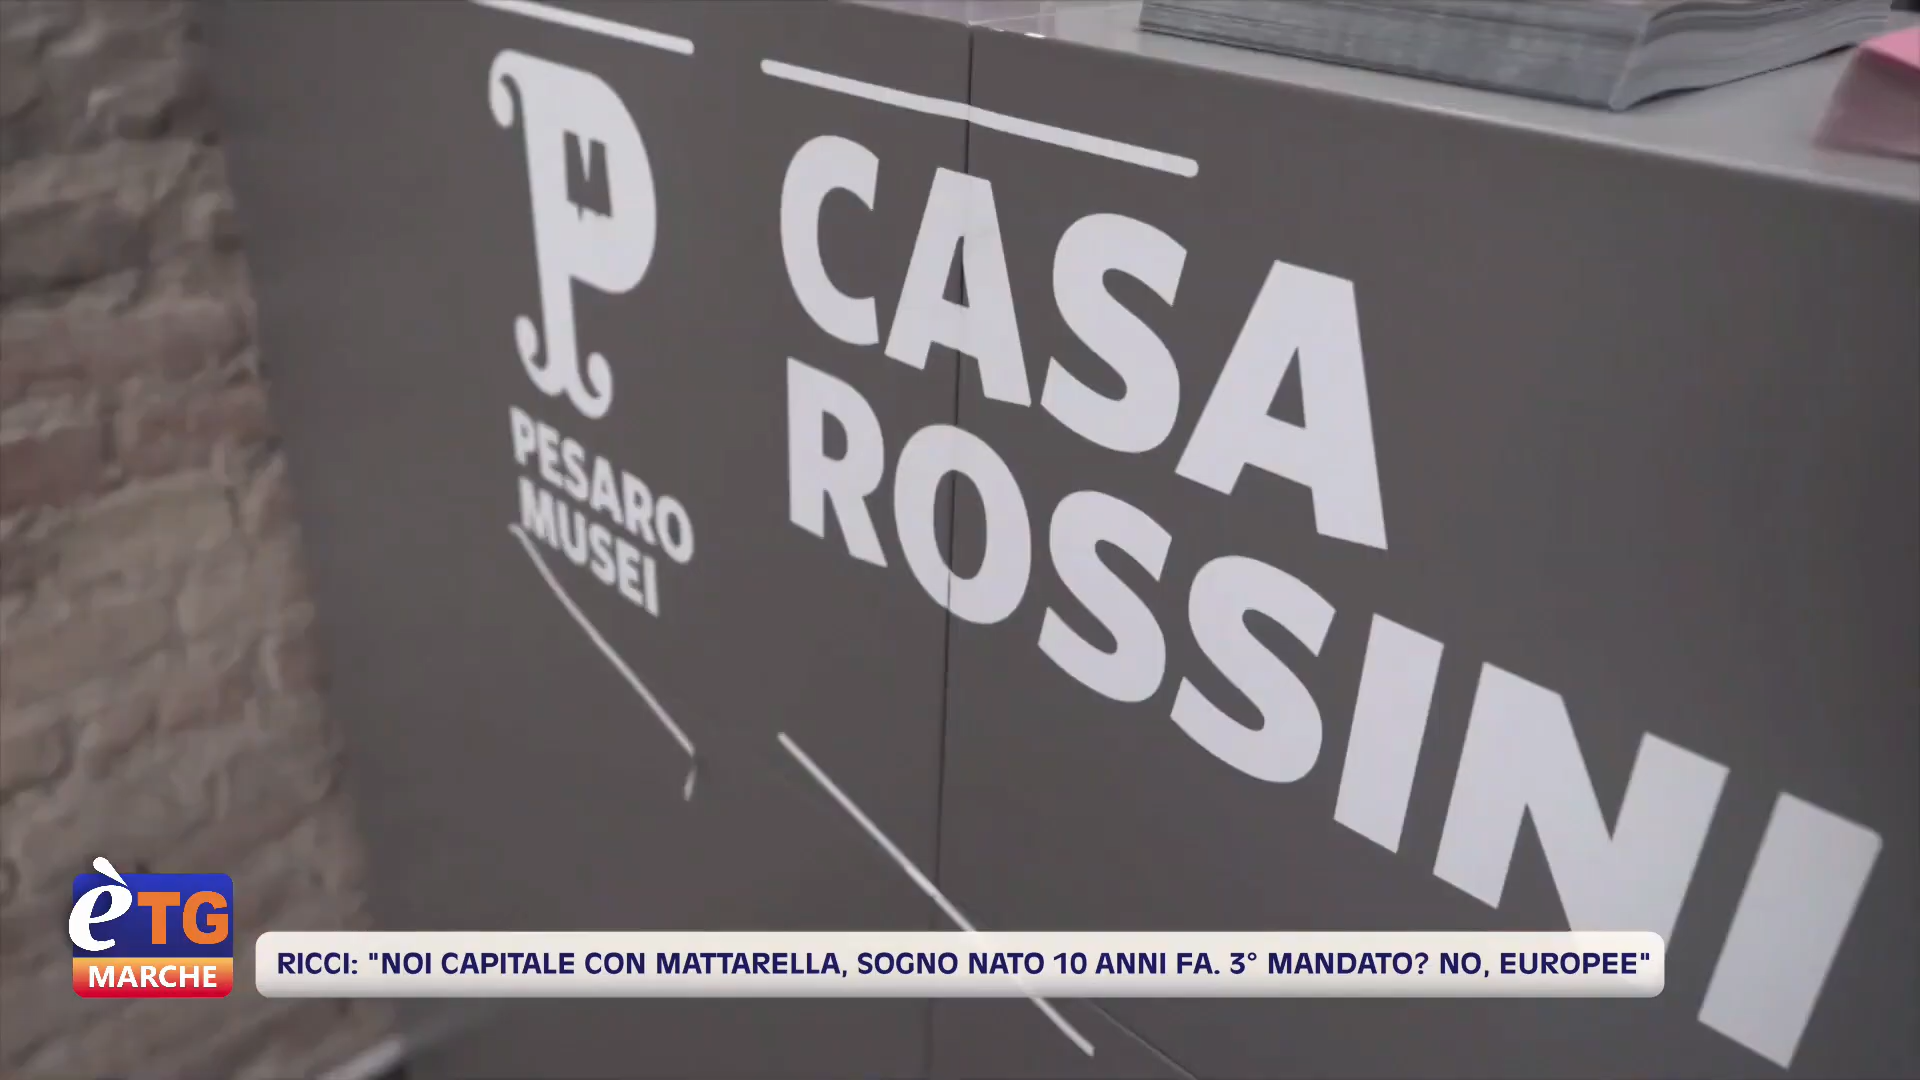 PESARO
MUSEI
CASA
ROSSINI
èTG
MARCHE
RICCI: "NOI CAPITALE CON MATTARELLA, SOGNO NATO 10 ANNI FA. 3° MANDATO? NO, EUROPEE"